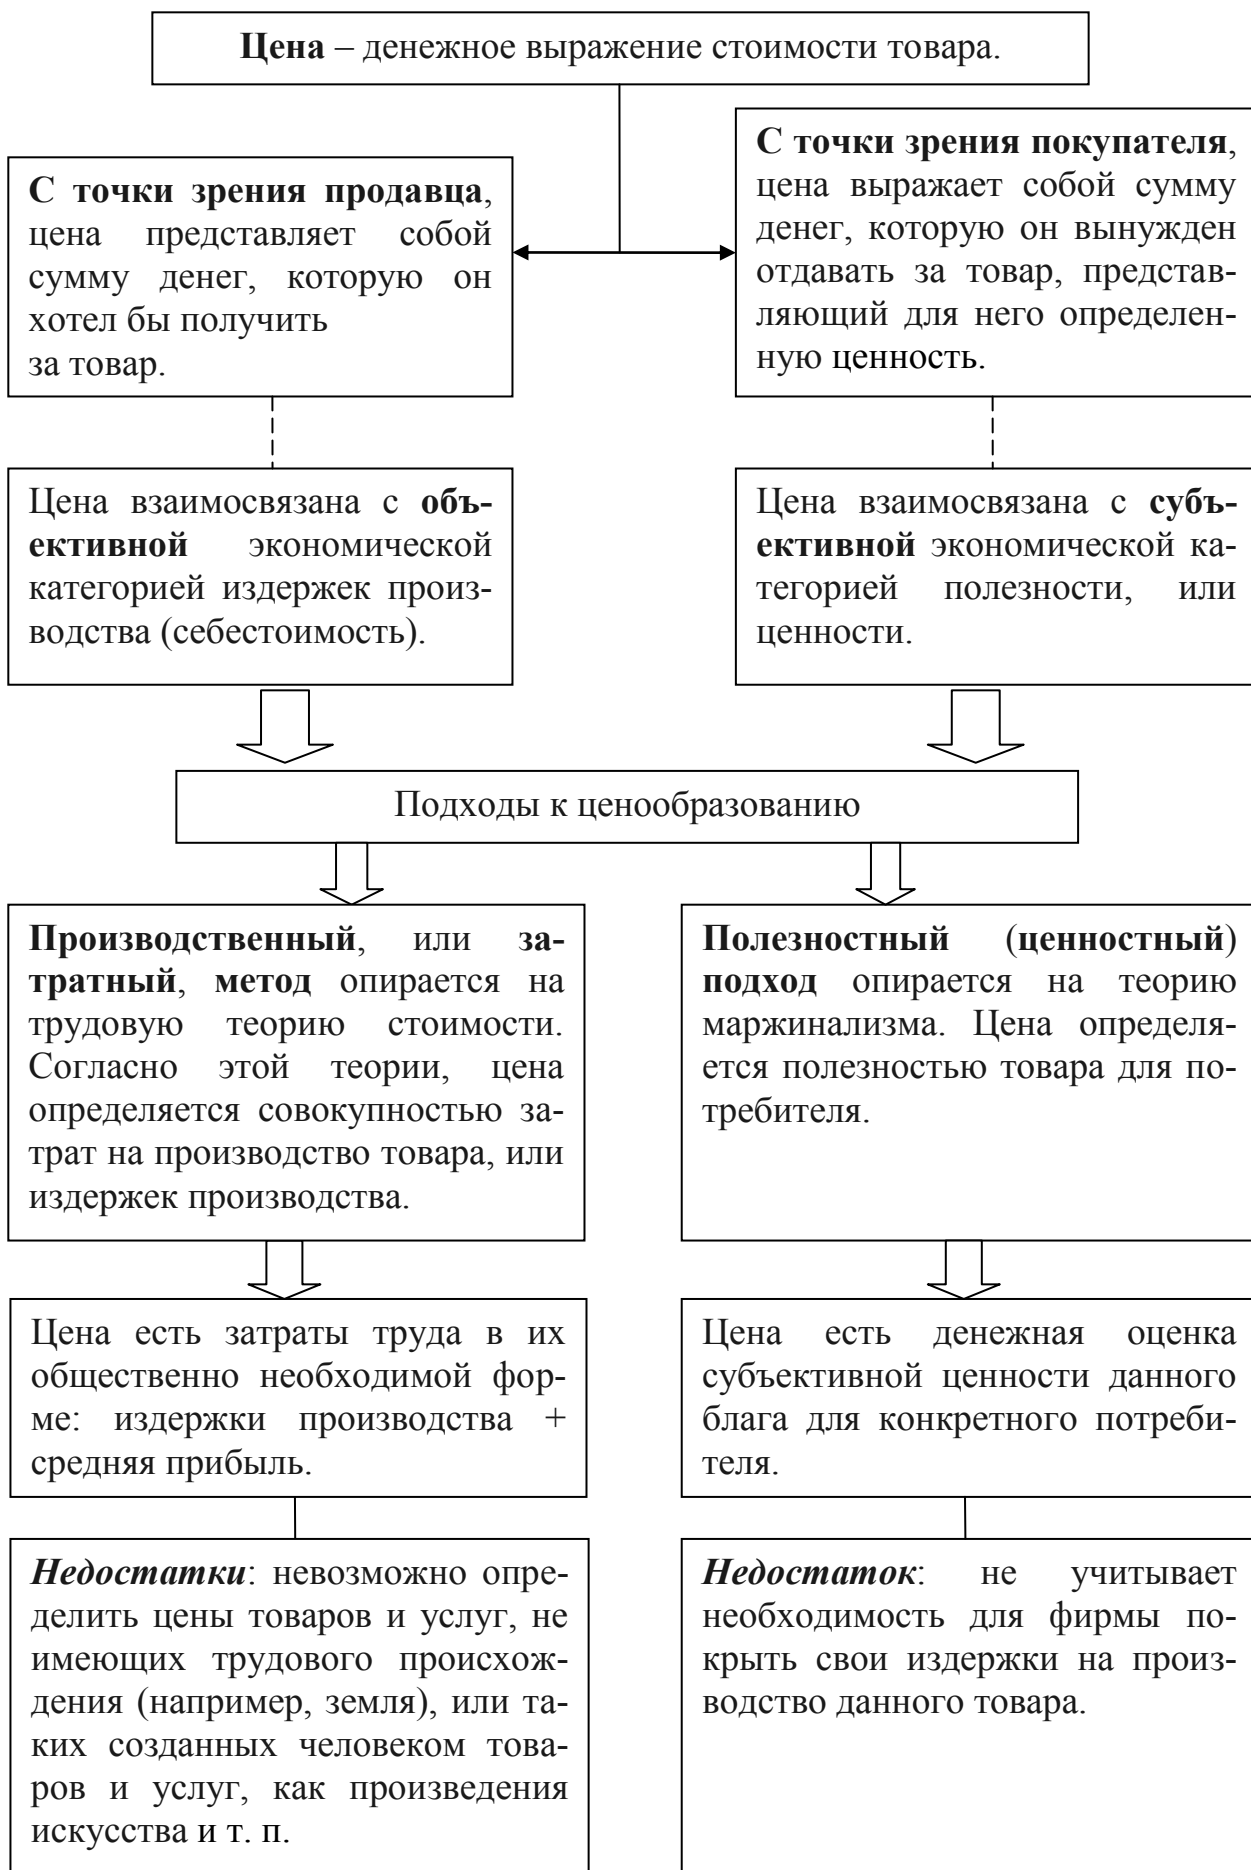 Цена – денежное выражение стоимости товара.
С точки зрения продавца,
цена представляет собой
сумму денег, которую он
хотел бы получить
за товар.
С точки зрения покупателя,
цена выражает собой сумму
денег, которую он вынужден
отдавать за товар, представ-
ляющий для него определен-
ную ценность.
Цена взаимосвязана с объ-
ективной экономической
категорией издержек произ-
водства (себестоимость).
Цена взаимосвязана с субъ-
ективной экономической ка-
тегорией полезности, или
ценности.
Подходы к ценообразованию
Производственный, или за-
тратный, метод опирается на
трудовую теорию стоимости.
Согласно этой теории, цена
определяется совокупностью за-
трат на производство товара, или
издержек производства.
Полезностный (ценностный)
подход опирается на теорию
маржинализма. Цена определя-
ется полезностью товара для по-
требителя.
Цена есть затраты труда в их
общественно необходимой фор-
ме: издержки производства +
средняя прибыль.
Цена есть денежная оценка
субъективной ценности данного
блага для конкретного потреби-
теля.
Недостатки: невозможно опре-
делить цены товаров и услуг, не
имеющих трудового происхож-
дения (например, земля), или та-
ких созданных человеком това-
ров и услуг, как произведения
искусства и т. п.
Недостаток: не учитывает
необходимость для фирмы по-
крыть свои издержки на произ-
водство данного товара.